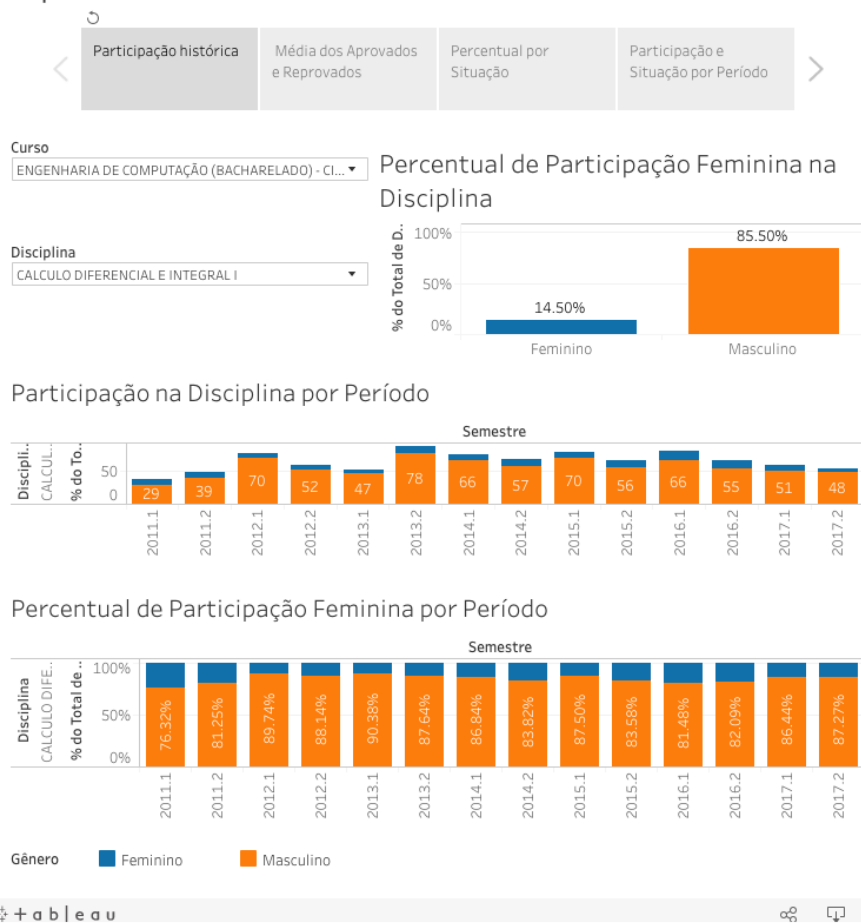 Participação histórica
Média dos Aprovados
e Reprovados
Percentual por
Situação
Participação e
Situação por Período
Curso
ENGENHARIA DE COMPUTAÇÃO (BACHARELADO) - CI...
Disciplina
CALCULO DIFERENCIAL E INTEGRAL I
Percentual de Participação Feminina na
Disciplina
% do Total de D..
100%
50%
0%
14.50%
85.50%
Feminino
Masculino
Participação na Disciplina por Período
Semestre
Discipli..
CALCUL..
% do To..
50
0
29 39 70 52 47 78 66 57 70 56 66 55 51 48
2011.1 2011.2 2012.1 2012.2 2013.1 2013.2 2014.1 2014.2 2015.1 2015.2 2016.1 2016.2 2017.1 2017.2
Percentual de Participação Feminina por Período
Semestre
Disciplina
CALCULO DIFE..
% do Total de ..
100%
50%
0%
76.32% 81.25% 89.74% 88.14% 90.38% 87.64% 86.84% 83.82% 87.50% 83.58% 81.48% 82.09% 86.44% 87.27%
2011.1 2011.2 2012.1 2012.2 2013.1 2013.2 2014.1 2014.2 2015.1 2015.2 2016.1 2016.2 2017.1 2017.2
Gênero
Feminino
Masculino
+ableau